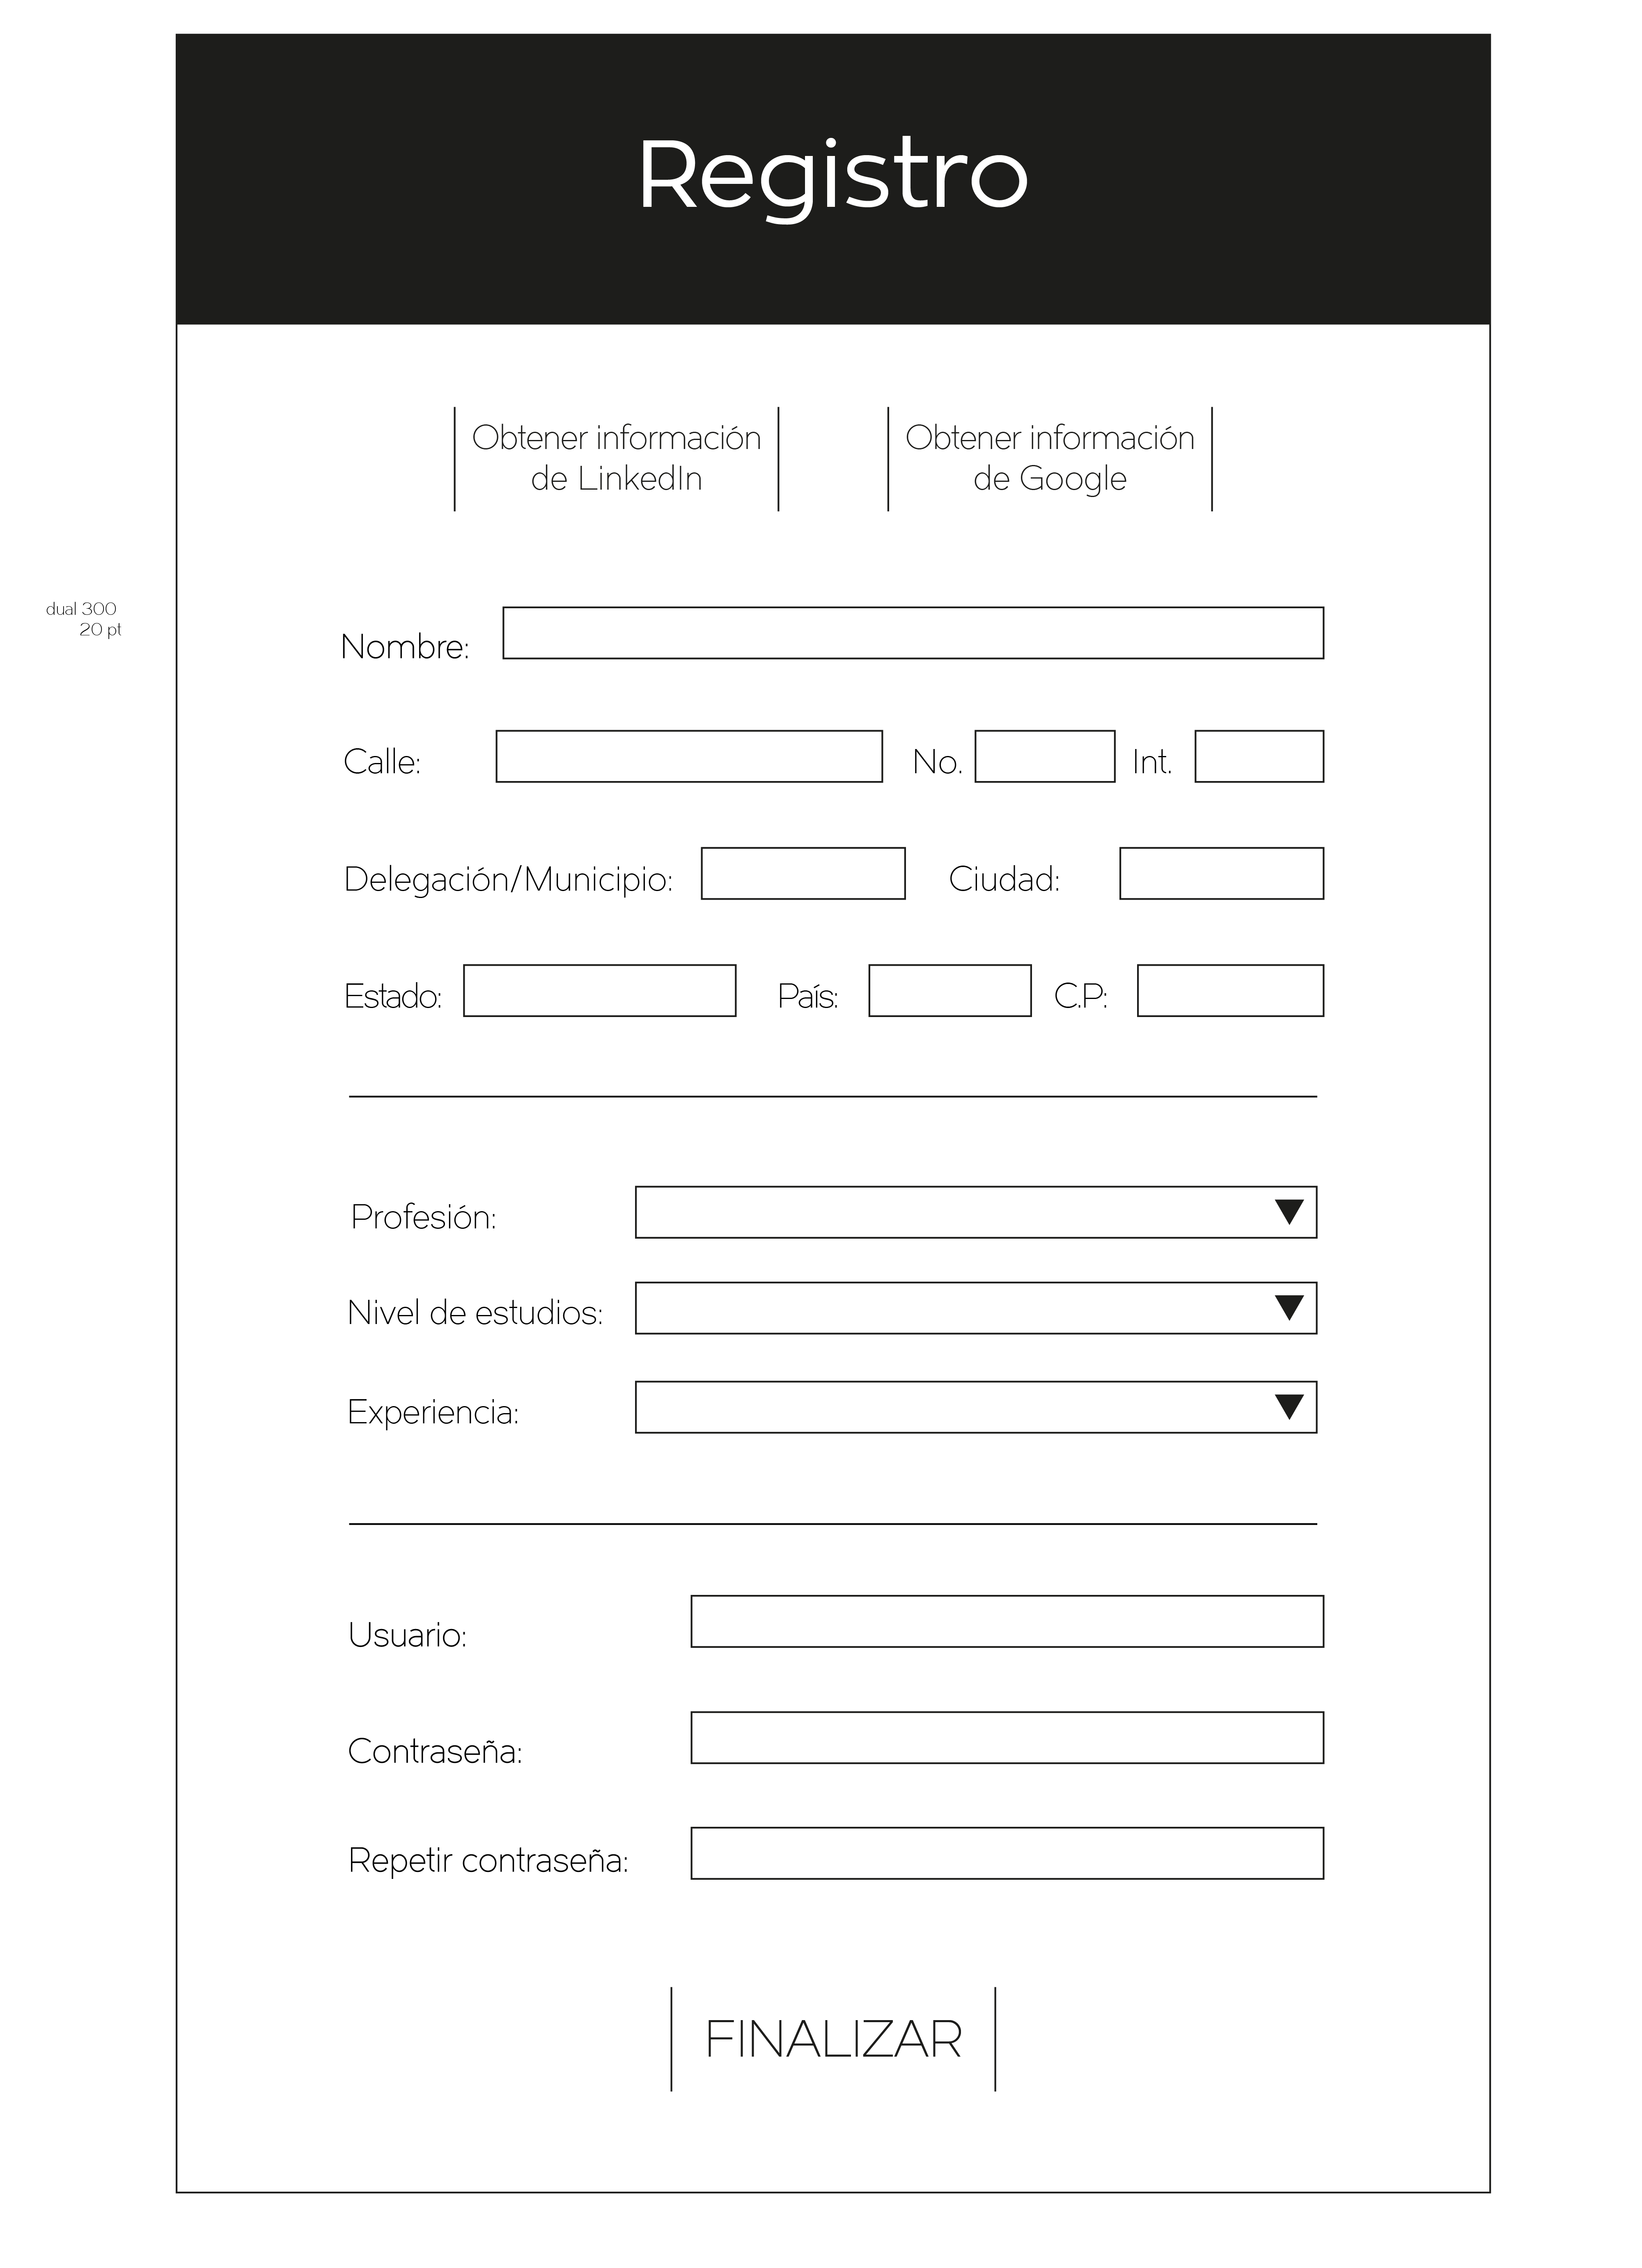 Registro
Obtener información
de LinkedIn
Obtener información
de Google
dual 300
20 pt
Nombre:
Calle: No. Int.
Delegación/Municipio: Ciudad:
Estado: País: C.P.:
Profesión:
Nivel de estudios:
Experiencia:
Usuario:
Contraseña:
Repetir contraseña:
FINALIZAR